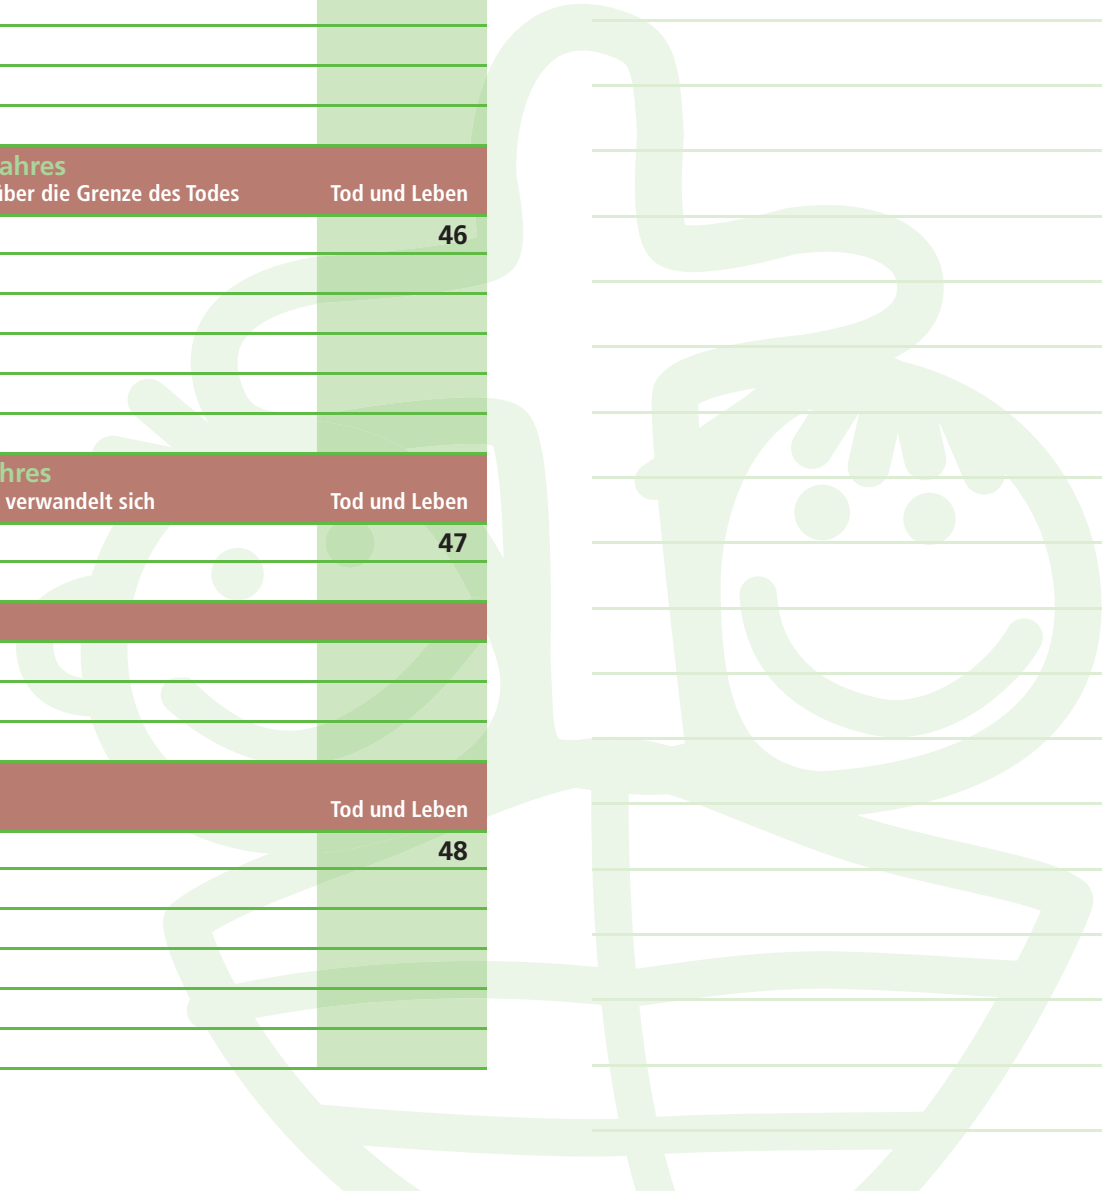 ahres
über die Grenze des Todes Tod und Leben
46
hres
verwandelt sich Tod und Leben
47
Tod und Leben
48